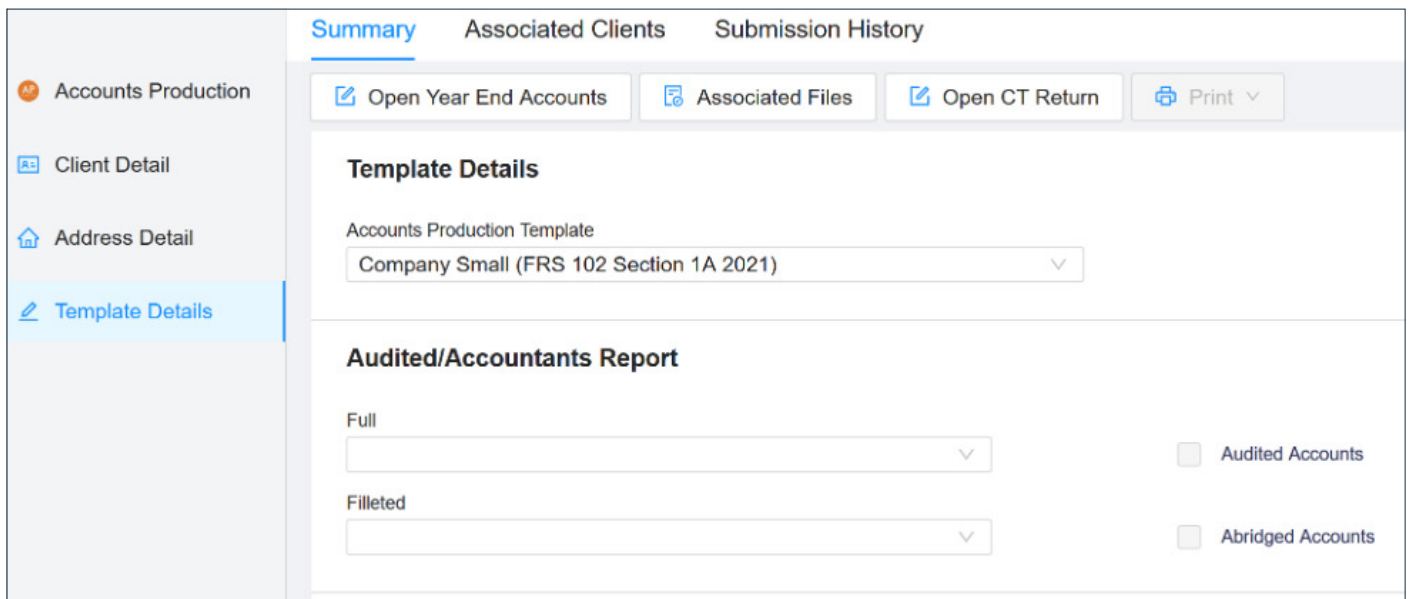 Summary Associated Clients Submission History
AP Accounts Production
Client Detail
Address Detail
Template Details
Open Year End Accounts Associated Files Open CT Return Print
Template Details
Accounts Production Template
Company Small (FRS 102 Section 1A 2021)
Audited/Accountants Report
Full
Audited Accounts
Filleted
Abridged Accounts